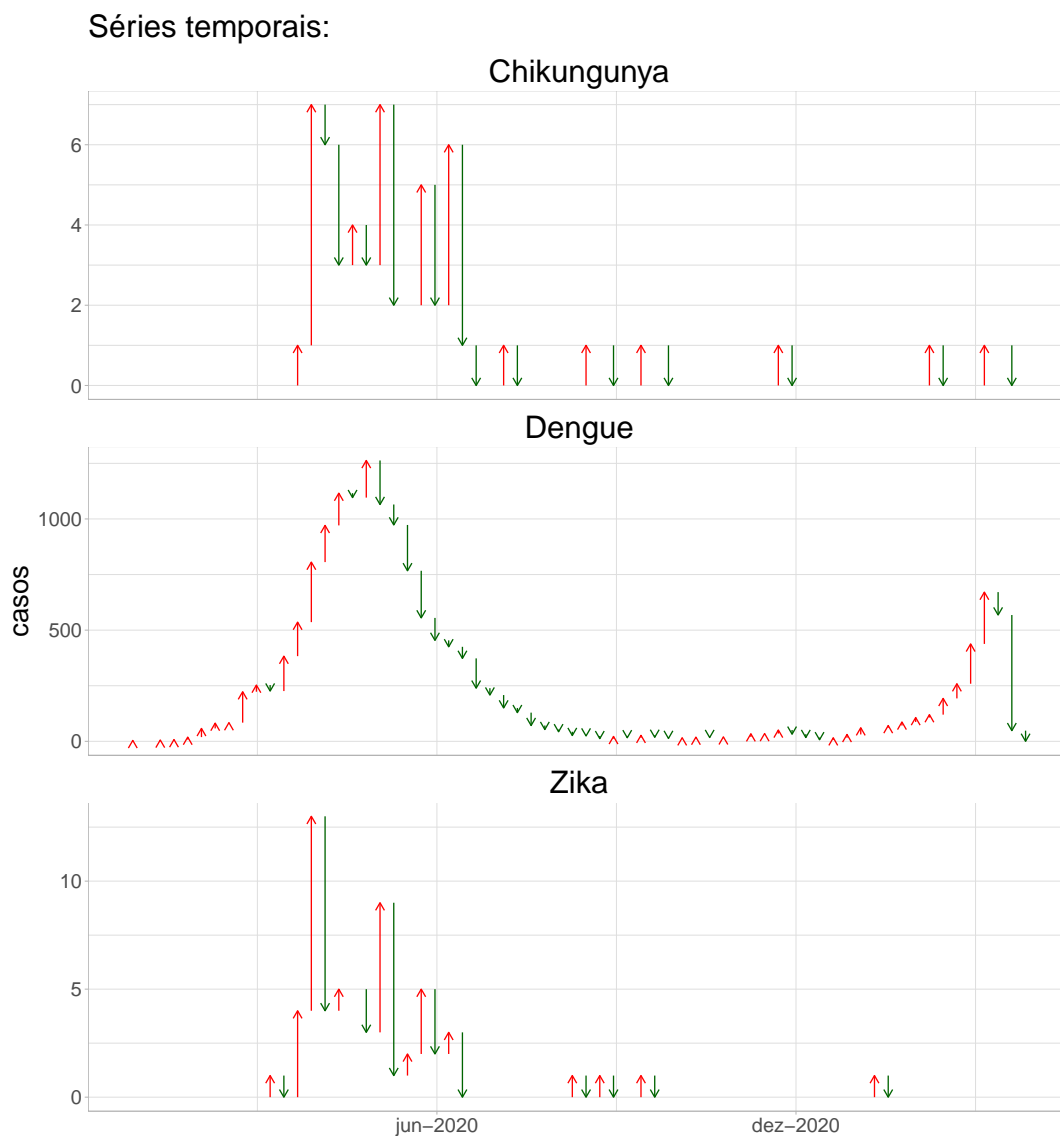 Séries temporais:
Chikungunya
6
4
2
0
Dengue
1000
500
0
casos
Zika
10
5
0
jun−2020
dez−2020